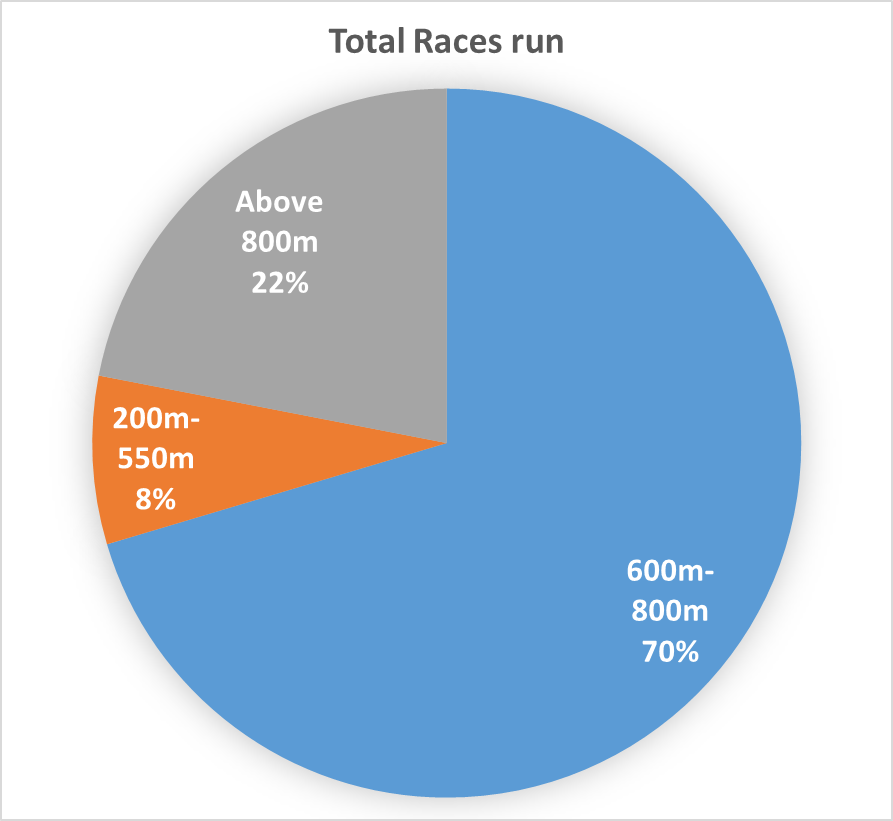 Total Races run
Above
800m
22%
200m-
550m
8%
600m-
800m
70%